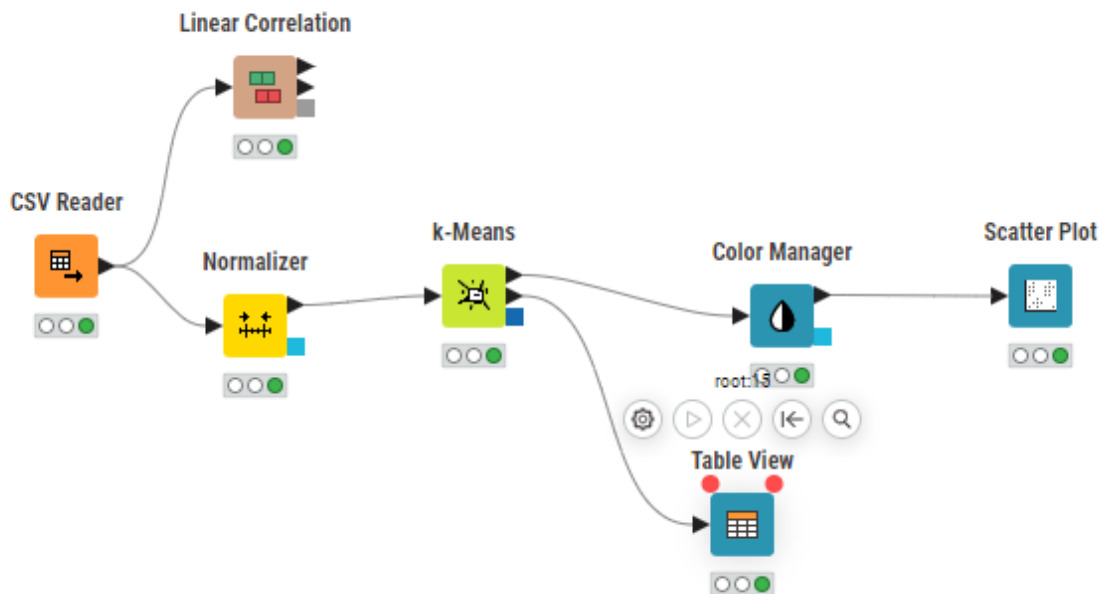 Linear Correlation
CSV Reader
Normalizer
k-Means
Color Manager
Scatter Plot
root:15
Table View